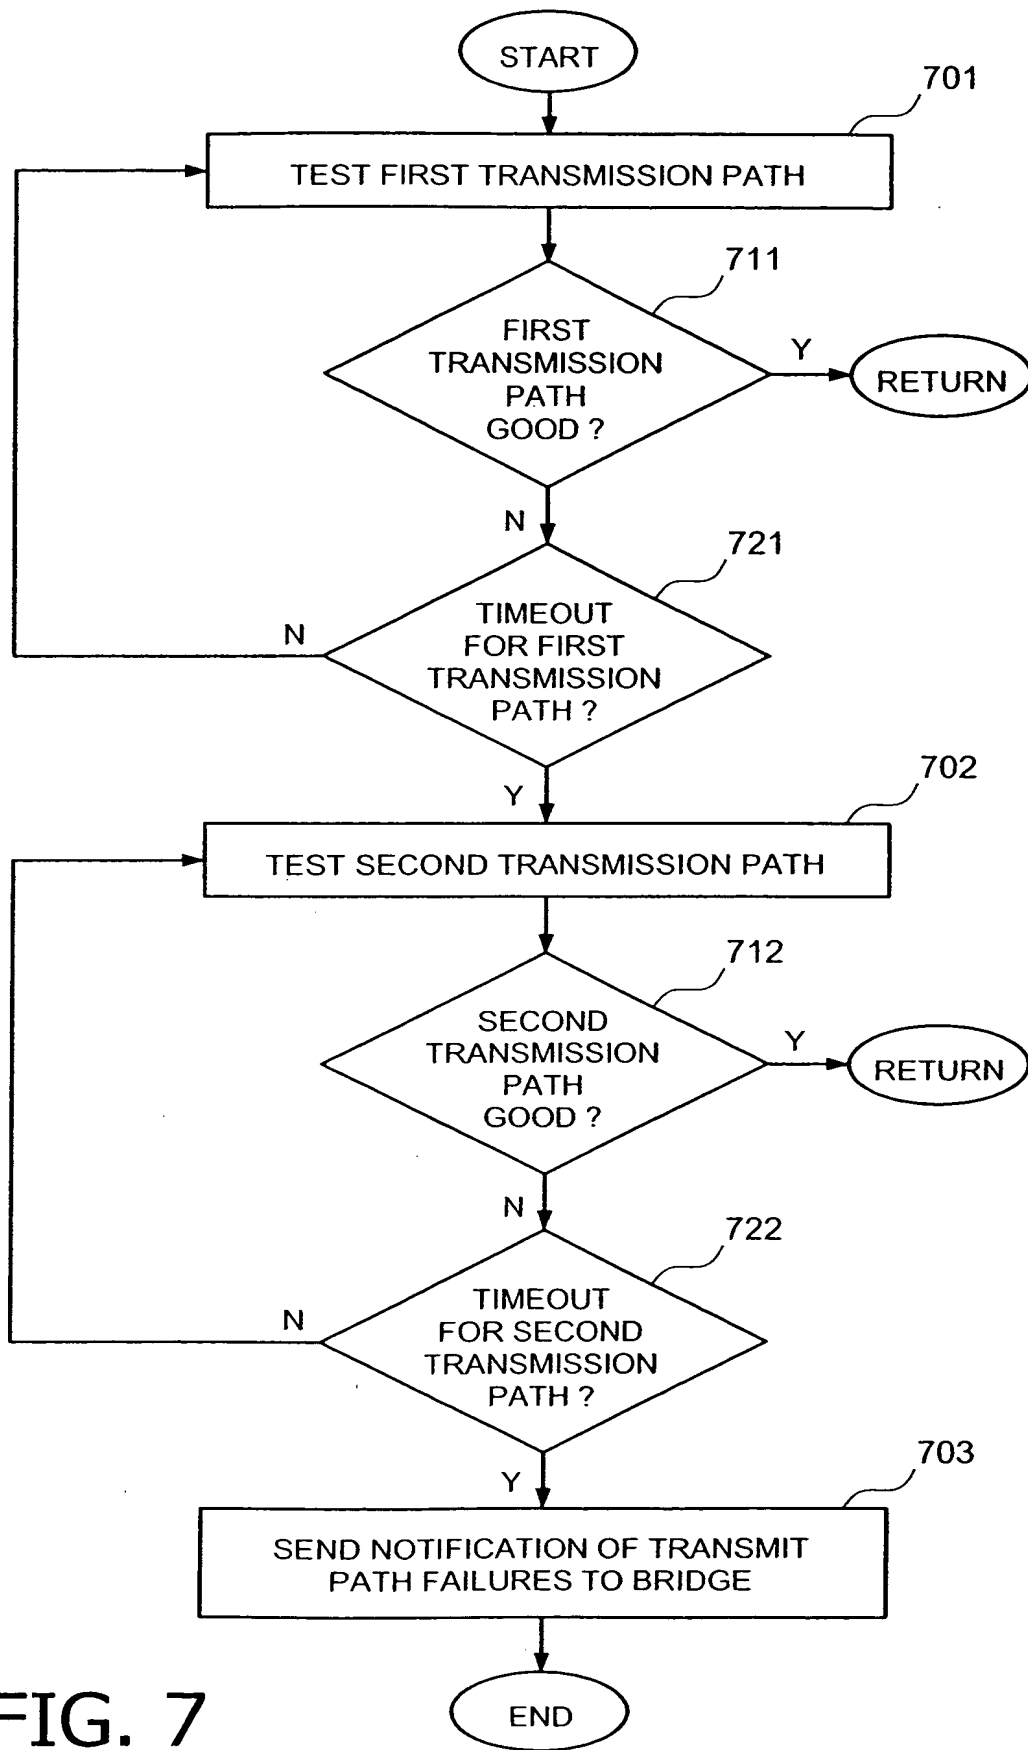 START
701
TEST FIRST TRANSMISSION PATH
711
FIRST
TRANSMISSION
PATH
GOOD ?
Y
RETURN
N
721
TIMEOUT
FOR FIRST
TRANSMISSION
PATH ?
N
Y
702
TEST SECOND TRANSMISSION PATH
712
SECOND
TRANSMISSION
PATH
GOOD ?
Y
RETURN
N
722
TIMEOUT
FOR SECOND
TRANSMISSION
PATH ?
N
Y
703
SEND NOTIFICATION OF TRANSMIT
PATH FAILURES TO BRIDGE
END
FIG. 7